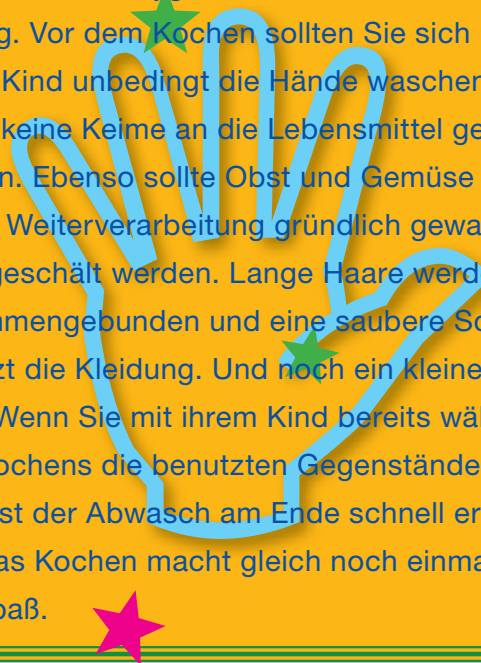 g. Vor dem Kochen sollten Sie sich
Kind unbedingt die Hände waschen
keine Keime an die Lebensmittel ge
n. Ebenso sollte Obst und Gemüse
Weiterverarbeitung gründlich gewa
geschält werden. Lange Haare werd
mmengebunden und eine saubere Sc
zt die Kleidung. Und noch ein kleine
Wenn Sie mit ihrem Kind bereits wäh
ochens die benutzten Gegenstände
st der Abwasch am Ende schnell er
as Kochen macht gleich noch einma
paß.